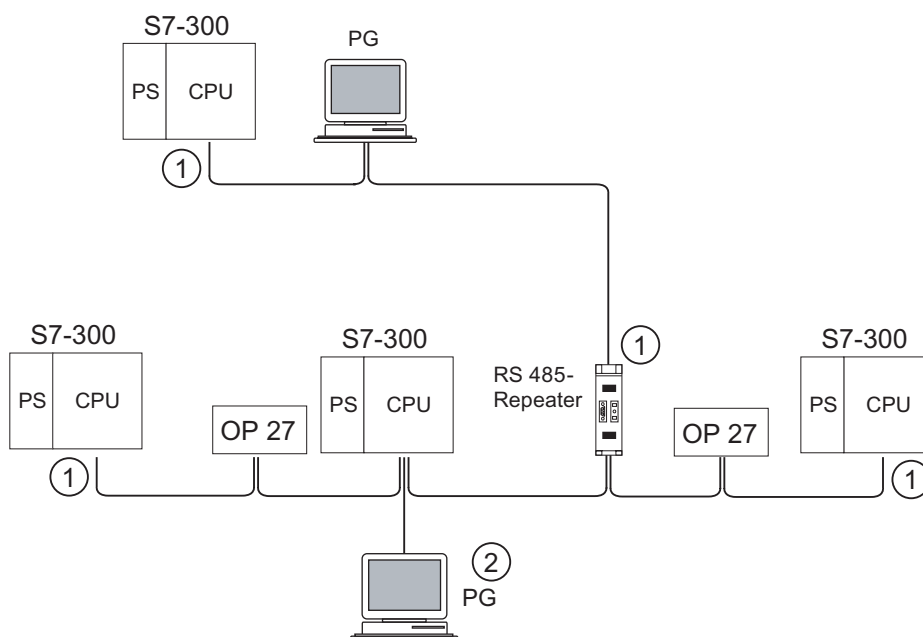 S7-300
PG
PS
CPU
1
S7-300
S7-300
S7-300
1
RS 485-
Repeater
PS
CPU
PS
CPU
PS
CPU
OP 27
OP 27
1
1
2
PG